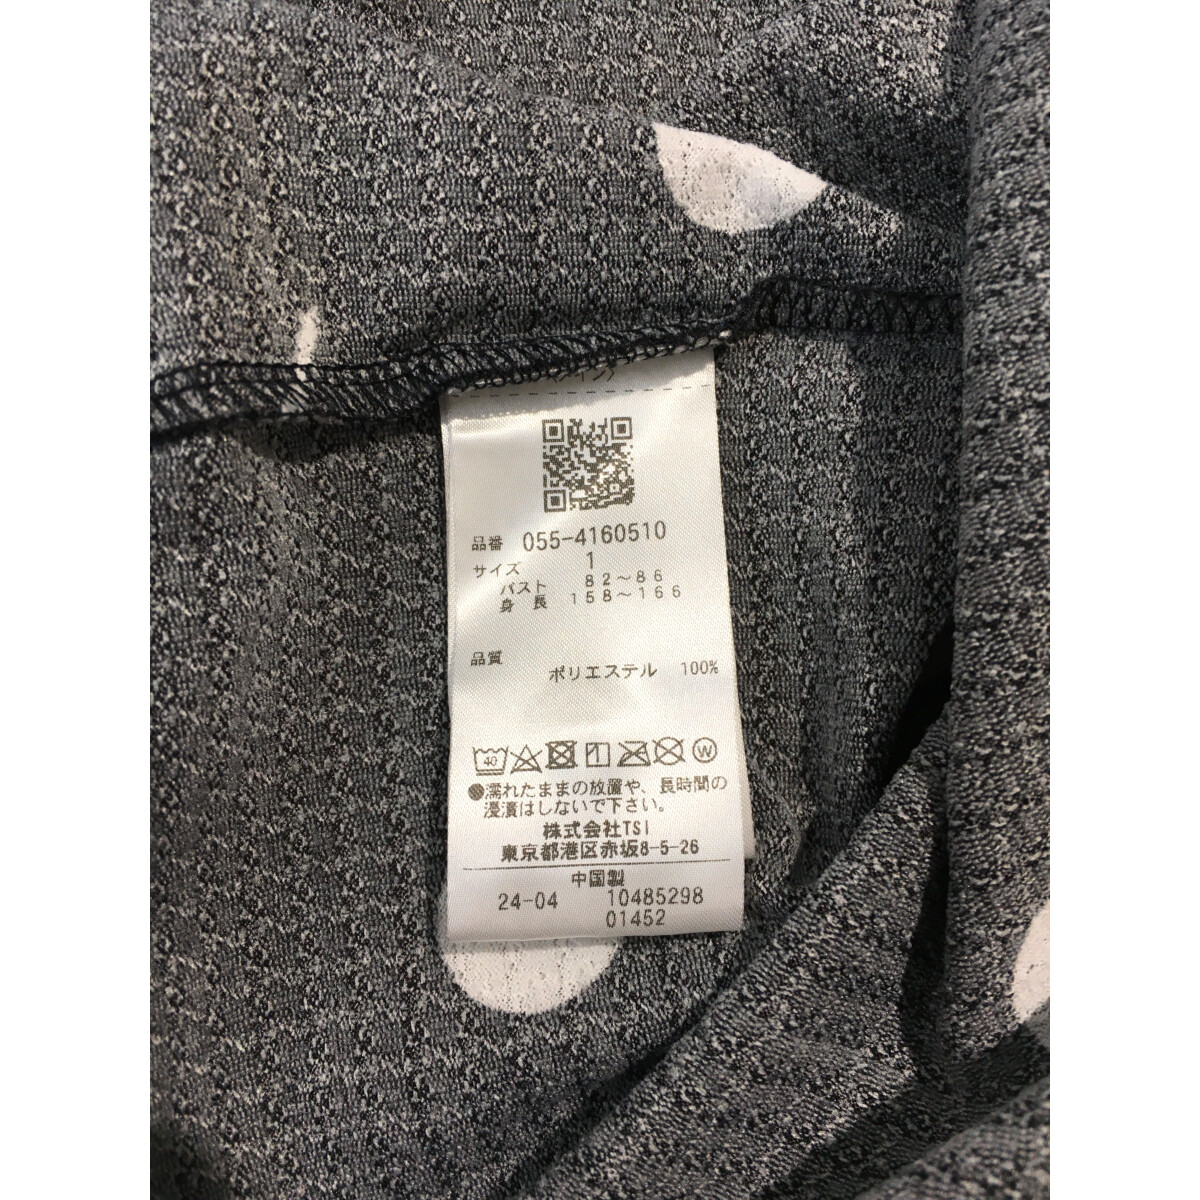 品番 055-4160510
サイズ 1
バスト 82～86
身 長 158～166
品質
ポリエステル 100%
40 W
●濡れたままの放置や、長時間の
浸漬はしないで下さい。
株式会社TSI
東京都港区赤坂8-5-26
中国製
24-04 10485298
01452